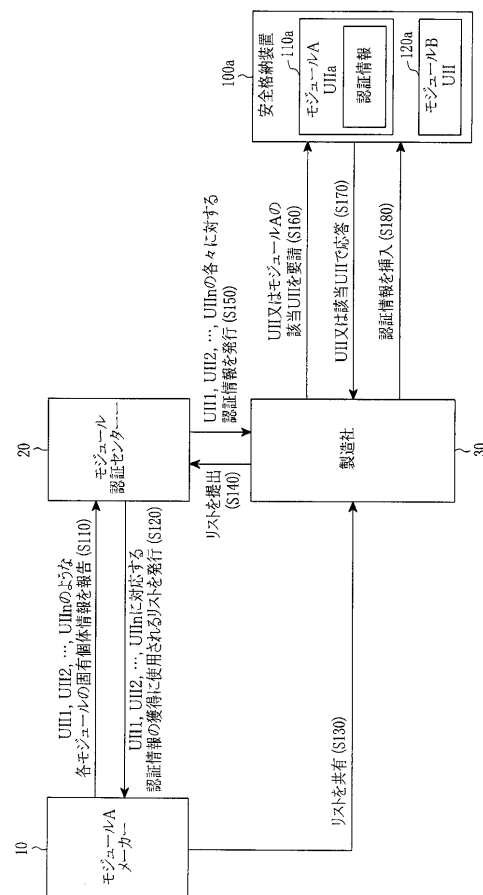 10
モジュールA
メーカー
UII1, UII2, …, UIInのような
各モジュールの固有個体情報を報告 (S110)
UII1, UII2, …, UIInに対応する
認証情報の獲得に使用されるリストを発行 (S120)
リストを共有 (S130)
20
モジュール
認証センター
リストを提出
(S140)
UII1, UII2, …, UIInの各々に対する
認証情報を発行 (S150)
製造社
30
UII又はモジュールAの
該当UIIを要請 (S160)
UII又は該当UIIで応答 (S170)
認証情報を挿入 (S180)
100a
安全格納装置
110a
モジュールA
UIIa
認証情報
120a
モジュールB
UII